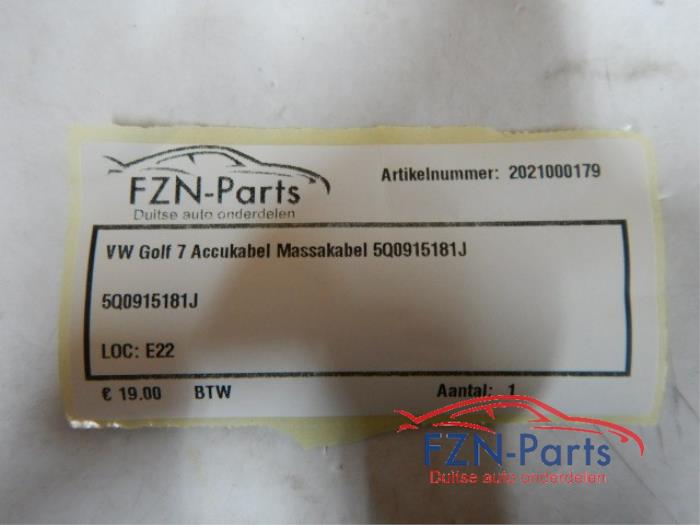 FZN-Parts
Duitse auto onderdelen
Artikelnummer: 2021000179
VW Golf 7 Accukabel Massakabel 5Q0915181J
5Q0915181J
LOC: E22
€ 19.00 BTW Aantal: 1
FZN-Parts
Duitse auto onderdelen